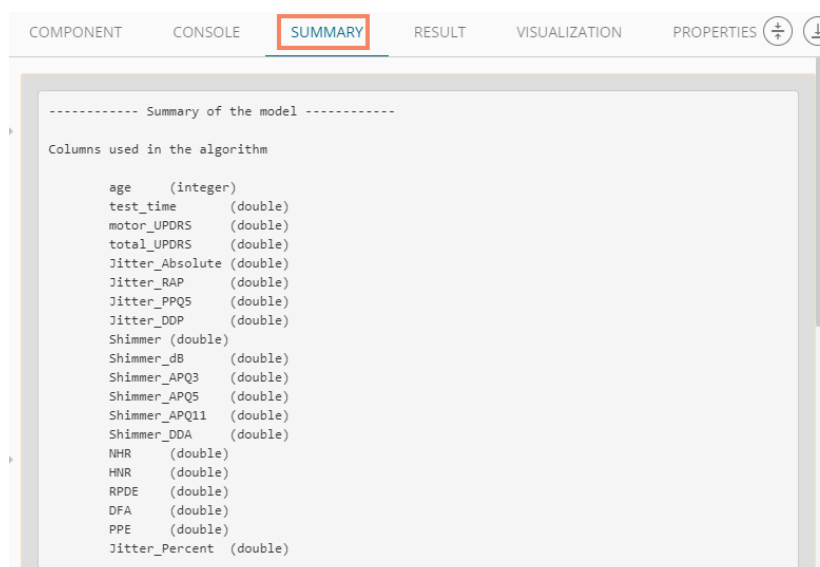 COMPONENT CONSOLE SUMMARY RESULT VISUALIZATION PROPERTIES
------------ Summary of the model ------------
Columns used in the algorithm
age (integer)
test_time (double)
motor_UPDRS (double)
total_UPDRS (double)
Jitter_Absolute (double)
Jitter_RAP (double)
Jitter_PPQ5 (double)
Jitter_DDP (double)
Shimmer (double)
Shimmer_dB (double)
Shimmer_APQ3 (double)
Shimmer_APQ5 (double)
Shimmer_APQ11 (double)
Shimmer_DDA (double)
NHR (double)
HNR (double)
RPDE (double)
DFA (double)
PPE (double)
Jitter_Percent (double)